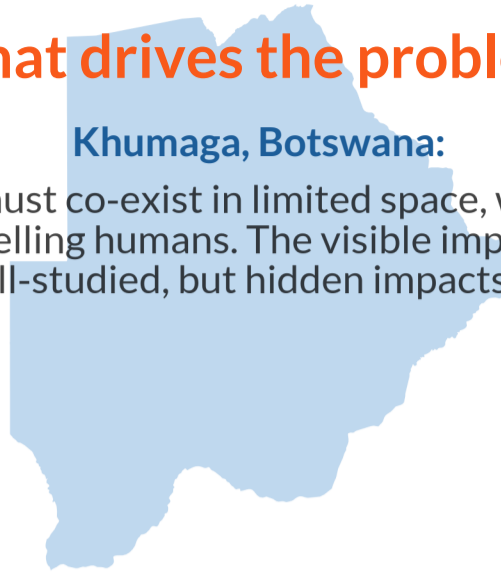 hat drives the probl
Khumaga, Botswana:
ust co-exist in limited space,
elling humans. The visible imp
ll-studied, but hidden impacts